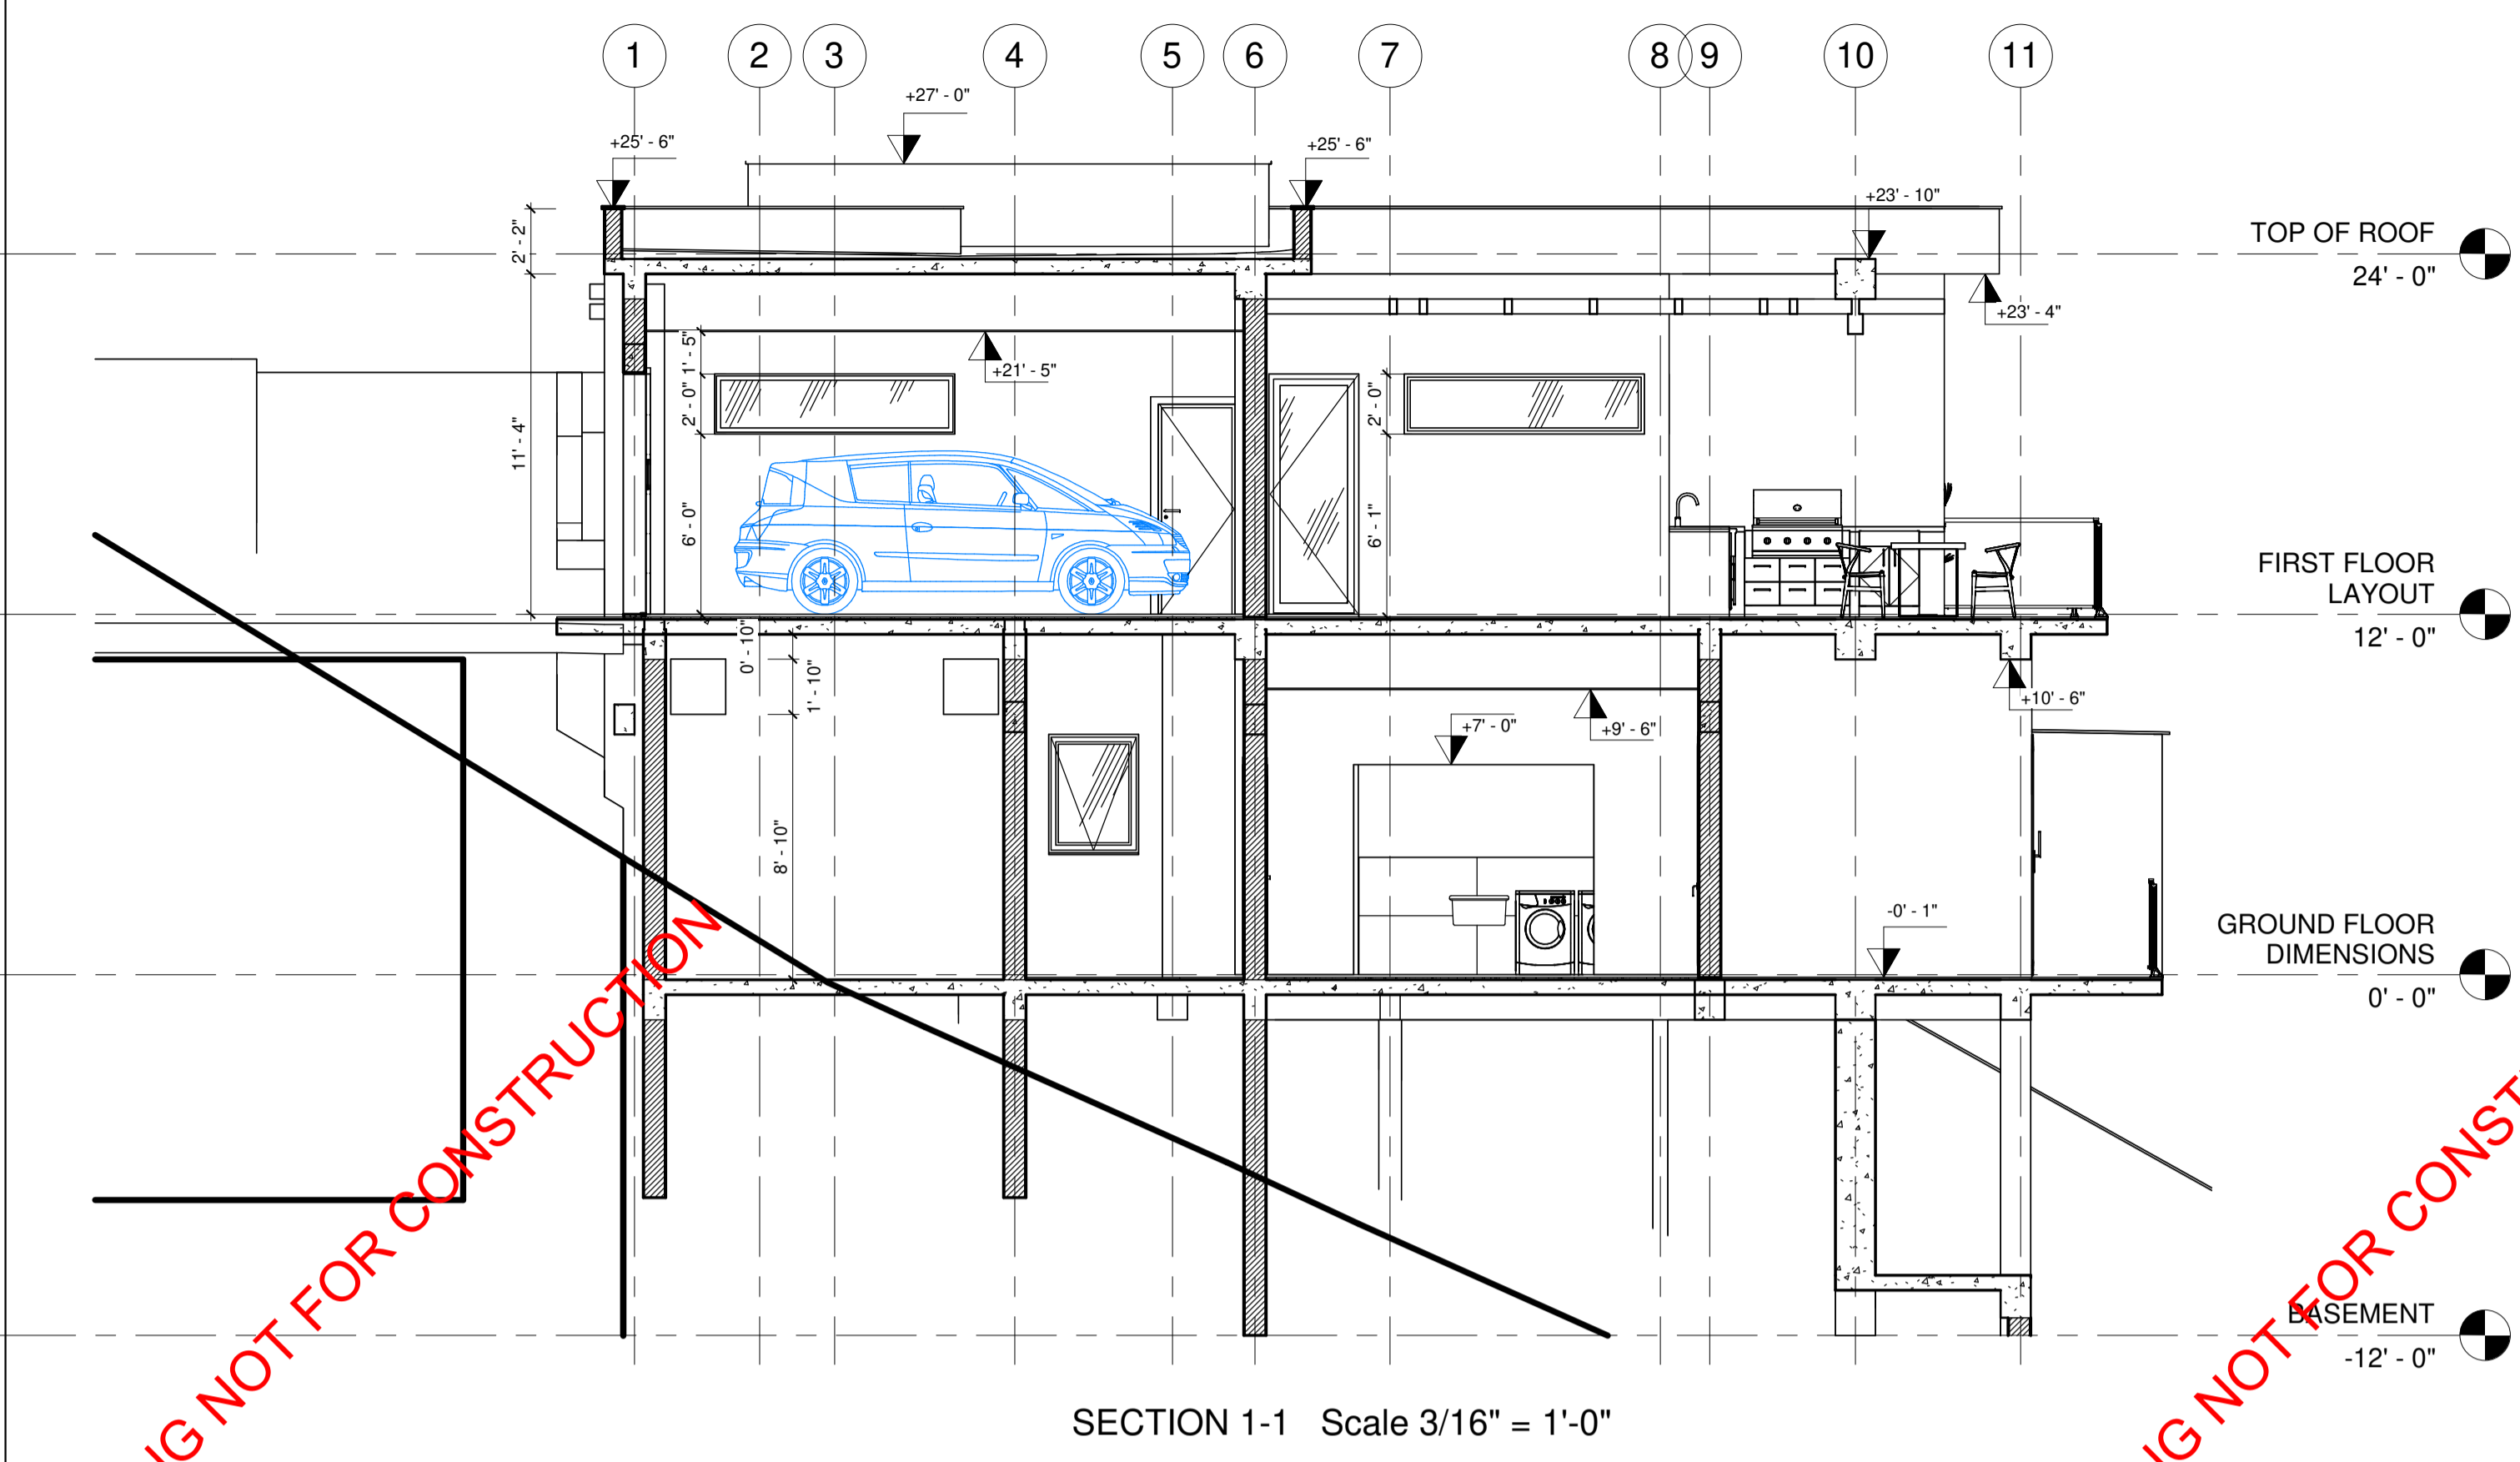 1 2 3 4 5 6 7 8 9 10 11
+27' - 0"
+25' - 6"
+25' - 6"
+23' - 10"
2' - 2"
TOP OF ROOF
24' - 0"
+23' - 4"
1' - 5"
+21' - 5"
2' - 0"
2' - 0"
11' - 4"
6' - 0"
6' - 1"
FIRST FLOOR
LAYOUT
12' - 0"
0' - 10"
1' - 10"
+10' - 6"
+7' - 0"
+9' - 6"
8' - 10"
-0' - 1"
GROUND FLOOR
DIMENSIONS
0' - 0"
NG NOT FOR CONSTRUCTION
NG NOT FOR CONST
BASEMENT
-12' - 0"
SECTION 1-1 Scale 3/16" = 1'-0"